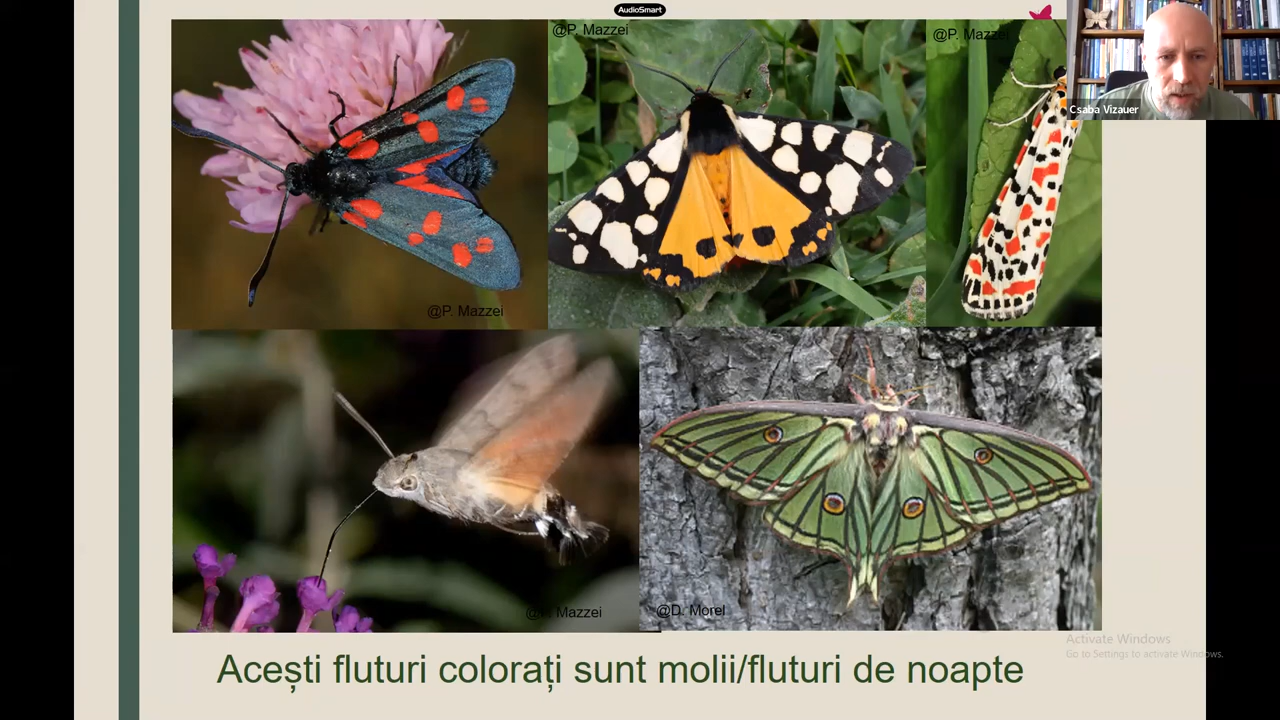 AudioSmart
@P. Mazzei
@P. Mazzei
Csaba Vizauer
@P. Mazzei
Mazzei
@D. Morel
Activate Windows
Go to Settings to activate Windows.
Acești fluturi colorați sunt molii/fluturi de noapte